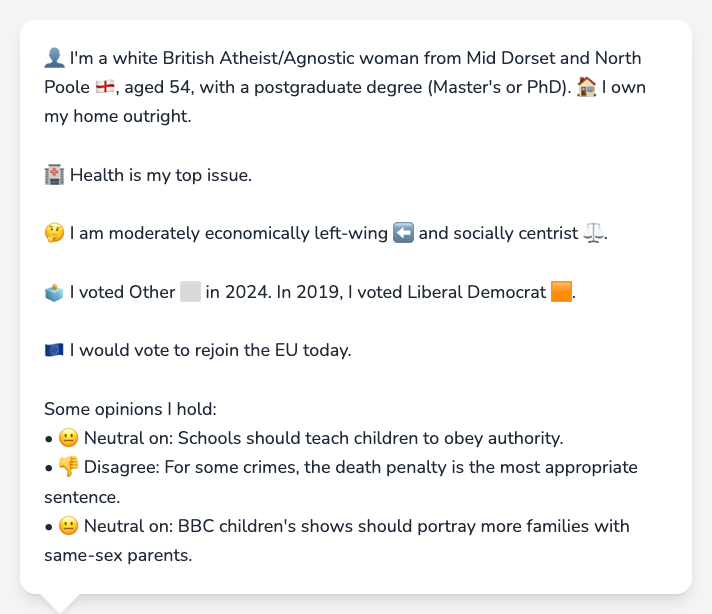 👤 I'm a white British Atheist/Agnostic woman from Mid Dorset and North
Poole 🏴󠁧󠁢󠁥󠁮󠁧󠁿, aged 54, with a postgraduate degree (Master's or PhD). 🏠 I own
my home outright.
🏥 Health is my top issue.
🤔 I am moderately economically left-wing ⬅️ and socially centrist ⚖️.
🗳️ I voted Other ⬜ in 2024. In 2019, I voted Liberal Democrat 🟧.
🇪🇺 I would vote to rejoin the EU today.
Some opinions I hold:
• 😐 Neutral on: Schools should teach children to obey authority.
• 👎 Disagree: For some crimes, the death penalty is the most appropriate
sentence.
• 😐 Neutral on: BBC children's shows should portray more families with
same-sex parents.